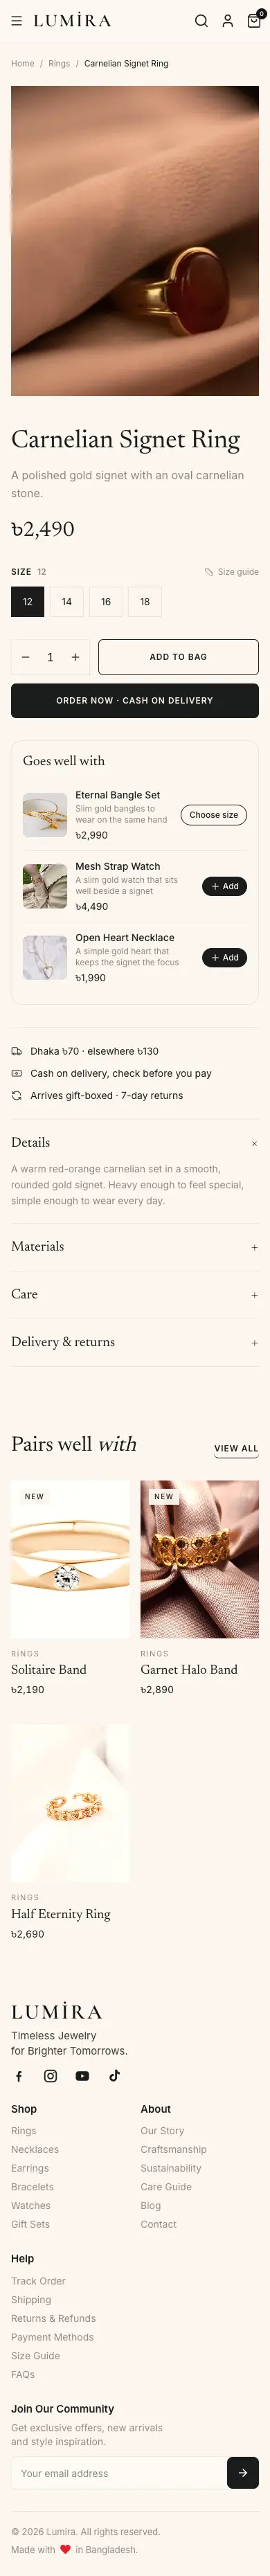 LUMİRA
0
Home / Rings / Carnelian Signet Ring
Carnelian Signet Ring
A polished gold signet with an oval carnelian
stone.
৳2,490
SIZE 12
Size guide
12
14
16
18
− 1 +
ADD TO BAG
ORDER NOW · CASH ON DELIVERY
Goes well with
Eternal Bangle Set
Slim gold bangles to
wear on the same hand
৳2,990
Choose size
Mesh Strap Watch
A slim gold watch that sits
well beside a signet
৳4,490
+ Add
Open Heart Necklace
A simple gold heart that
keeps the signet the focus
৳1,990
+ Add
Dhaka ৳70 · elsewhere ৳130
Cash on delivery, check before you pay
Arrives gift-boxed · 7-day returns
Details ×
A warm red-orange carnelian set in a smooth,
rounded gold signet. Heavy enough to feel special,
simple enough to wear every day.
Materials +
Care +
Delivery & returns +
Pairs well with
VIEW ALL
NEW
RINGS
Solitaire Band
৳2,190
NEW
RINGS
Garnet Halo Band
৳2,890
RINGS
Half Eternity Ring
৳2,690
LUMİRA
Timeless Jewelry
for Brighter Tomorrows.
Shop
Rings
Necklaces
Earrings
Bracelets
Watches
Gift Sets
About
Our Story
Craftsmanship
Sustainability
Care Guide
Blog
Contact
Help
Track Order
Shipping
Returns & Refunds
Payment Methods
Size Guide
FAQs
Join Our Community
Get exclusive offers, new arrivals
and style inspiration.
Your email address
© 2026 Lumira. All rights reserved.
Made with ❤ in Bangladesh.